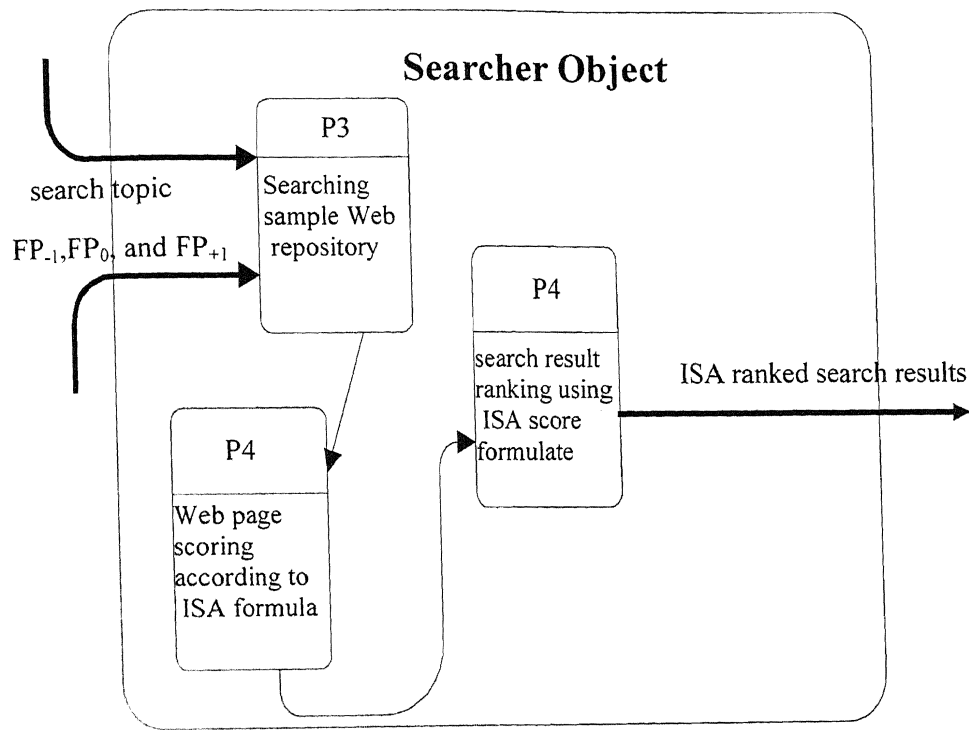 Searcher Object
P3
search topic
Searching
sample Web
repository
FP-1,FP0, and FP+1
P4
search result
ranking using
ISA score
formulate
ISA ranked search results
P4
Web page
scoring
according to
ISA formula